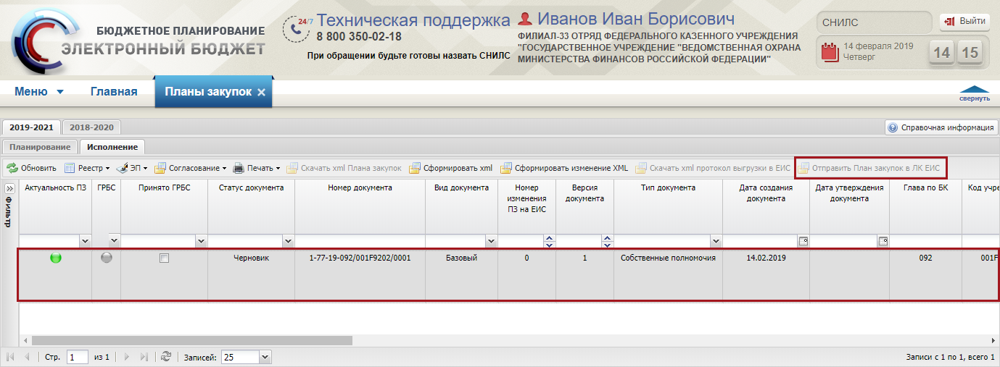 БЮДЖЕТНОЕ ПЛАНИРОВАНИЕ
ЭЛЕКТРОННЫЙ БЮДЖЕТ
24/7
Техническая поддержка
8 800 350-02-18
При обращении будьте готовы назвать СНИЛС
Иванов Иван Борисович
ФИЛИАЛ-33 ОТРЯД ФЕДЕРАЛЬНОГО КАЗЕННОГО УЧРЕЖДЕНИЯ
"ГОСУДАРСТВЕННОЕ УЧРЕЖДЕНИЕ "ВЕДОМСТВЕННАЯ ОХРАНА
МИНИСТЕРСТВА ФИНАНСОВ РОССИЙСКОЙ ФЕДЕРАЦИИ"
СНИЛС
Выйти
14 февраля 2019
Четверг
14 15
Меню Главная Планы закупок
свернуть
2019-2021 2018-2020
Справочная информация
Планирование Исполнение
Обновить Реестр ЭП Согласование Печать Скачать xml Плана закупок Сформировать xml Сформировать изменение XML Скачать xml протокол выгрузки в ЕИС Отправить План закупок в ЛК ЕИС
Фильтр
Актуальность ПЗ
ГРБС
Принято ГРБС
Статус документа
Номер документа
Вид документа
Номер
изменения
ПЗ на ЕИС
Версия
документа
Тип документа
Дата создания
документа
Дата утверждения
документа
Глава по БК
Код учре
Черновик 1-77-19-092/001F9202/0001 Базовый 0 1 Собственные полномочия 14.02.2019 092 001F
Стр. 1 из 1 Записей: 25
Записи с 1 по 1, всего 1